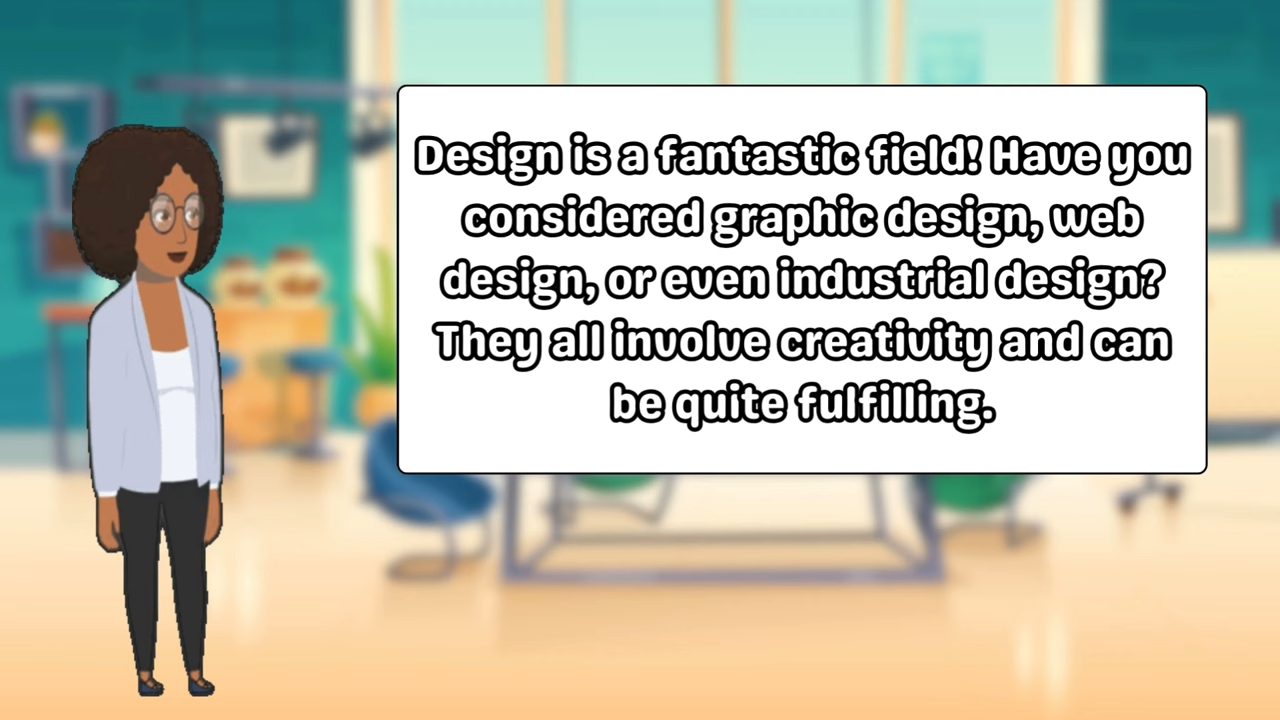 Design is a fantastic field! Have you
considered graphic design, web
design, or even industrial design?
They all involve creativity and can
be quite fulfilling.